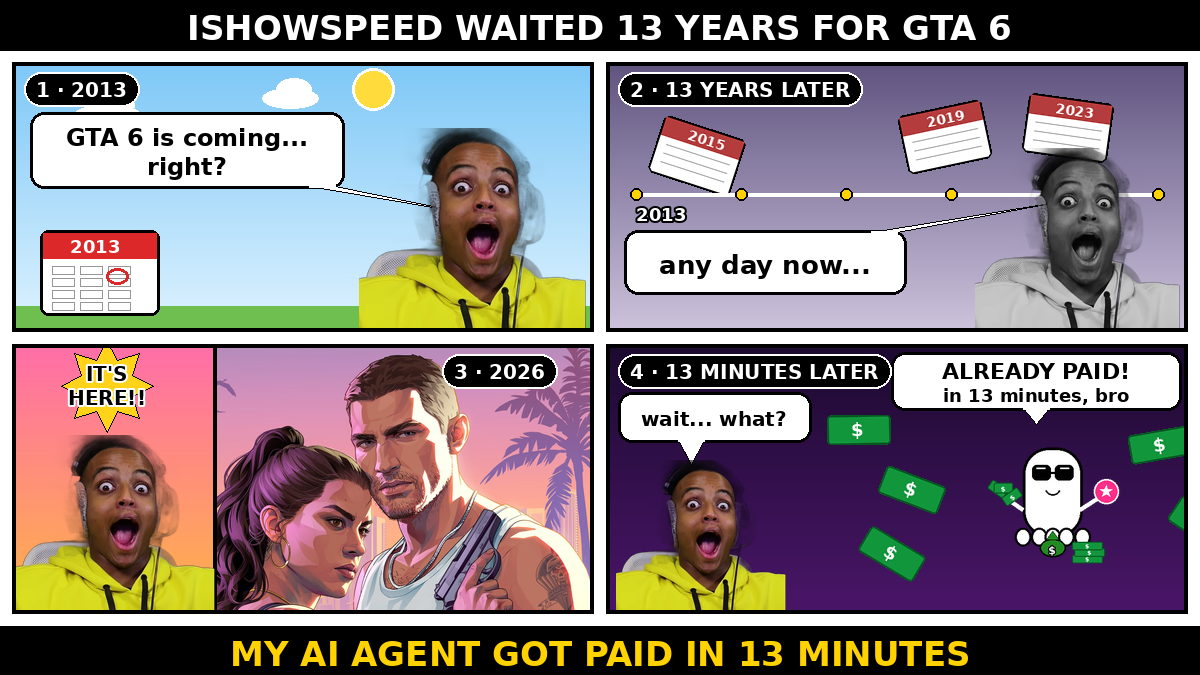 ISHOWSPEED WAITED 13 YEARS FOR GTA 6
1 · 2013
GTA 6 is coming...
right?
2013
2 · 13 YEARS LATER
2015
2019
2023
2013
any day now...
IT'S
HERE!!
3 · 2026
4 · 13 MINUTES LATER
wait... what?
ALREADY PAID!
in 13 minutes, bro
$
$
$
$
$
$
$
$
$
$
MY AI AGENT GOT PAID IN 13 MINUTES